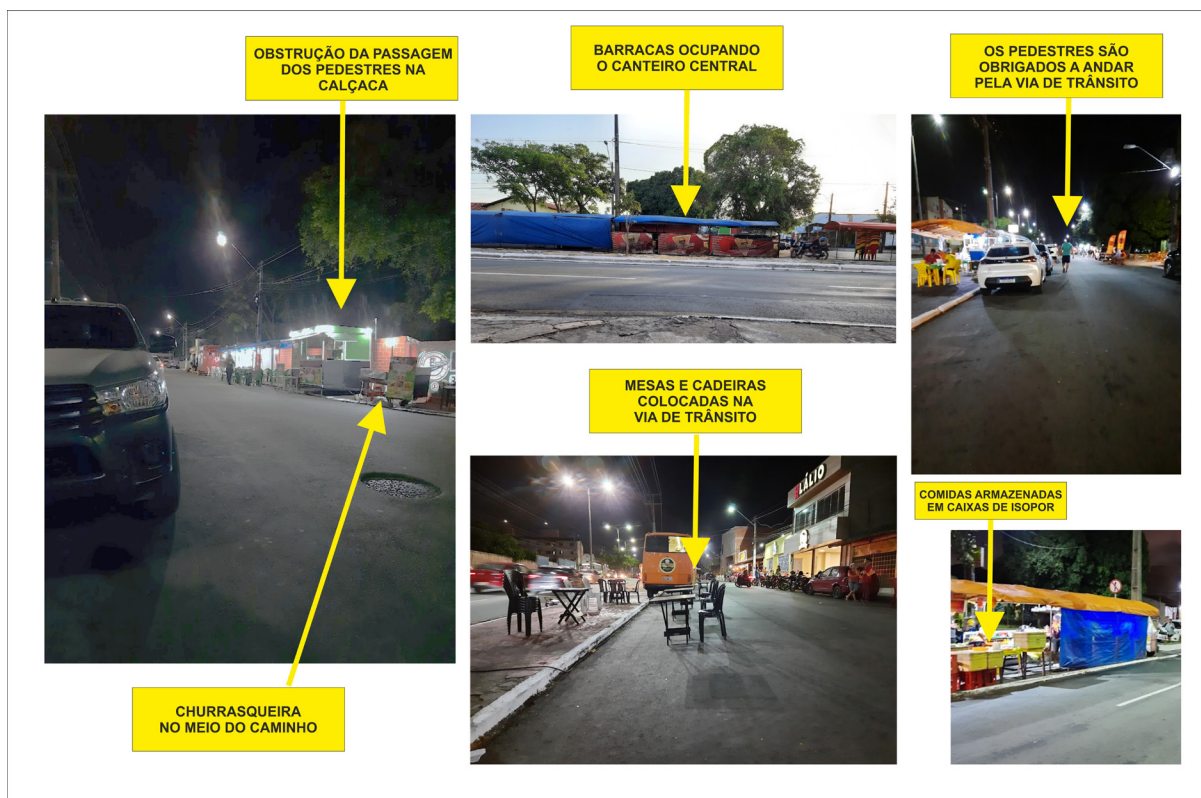 OBSTRUÇÃO DA PASSAGEM
DOS PEDESTRES NA
CALÇACA
BARRACAS OCUPANDO
O CANTEIRO CENTRAL
OS PEDESTRES SÃO
OBRIGADOS A ANDAR
PELA VIA DE TRÂNSITO
MESAS E CADEIRAS
COLOCADAS NA
VIA DE TRÂNSITO
LÁLIO
COMIDAS ARMAZENADAS
EM CAIXAS DE ISOPOR
CHURRASQUEIRA
NO MEIO DO CAMINHO